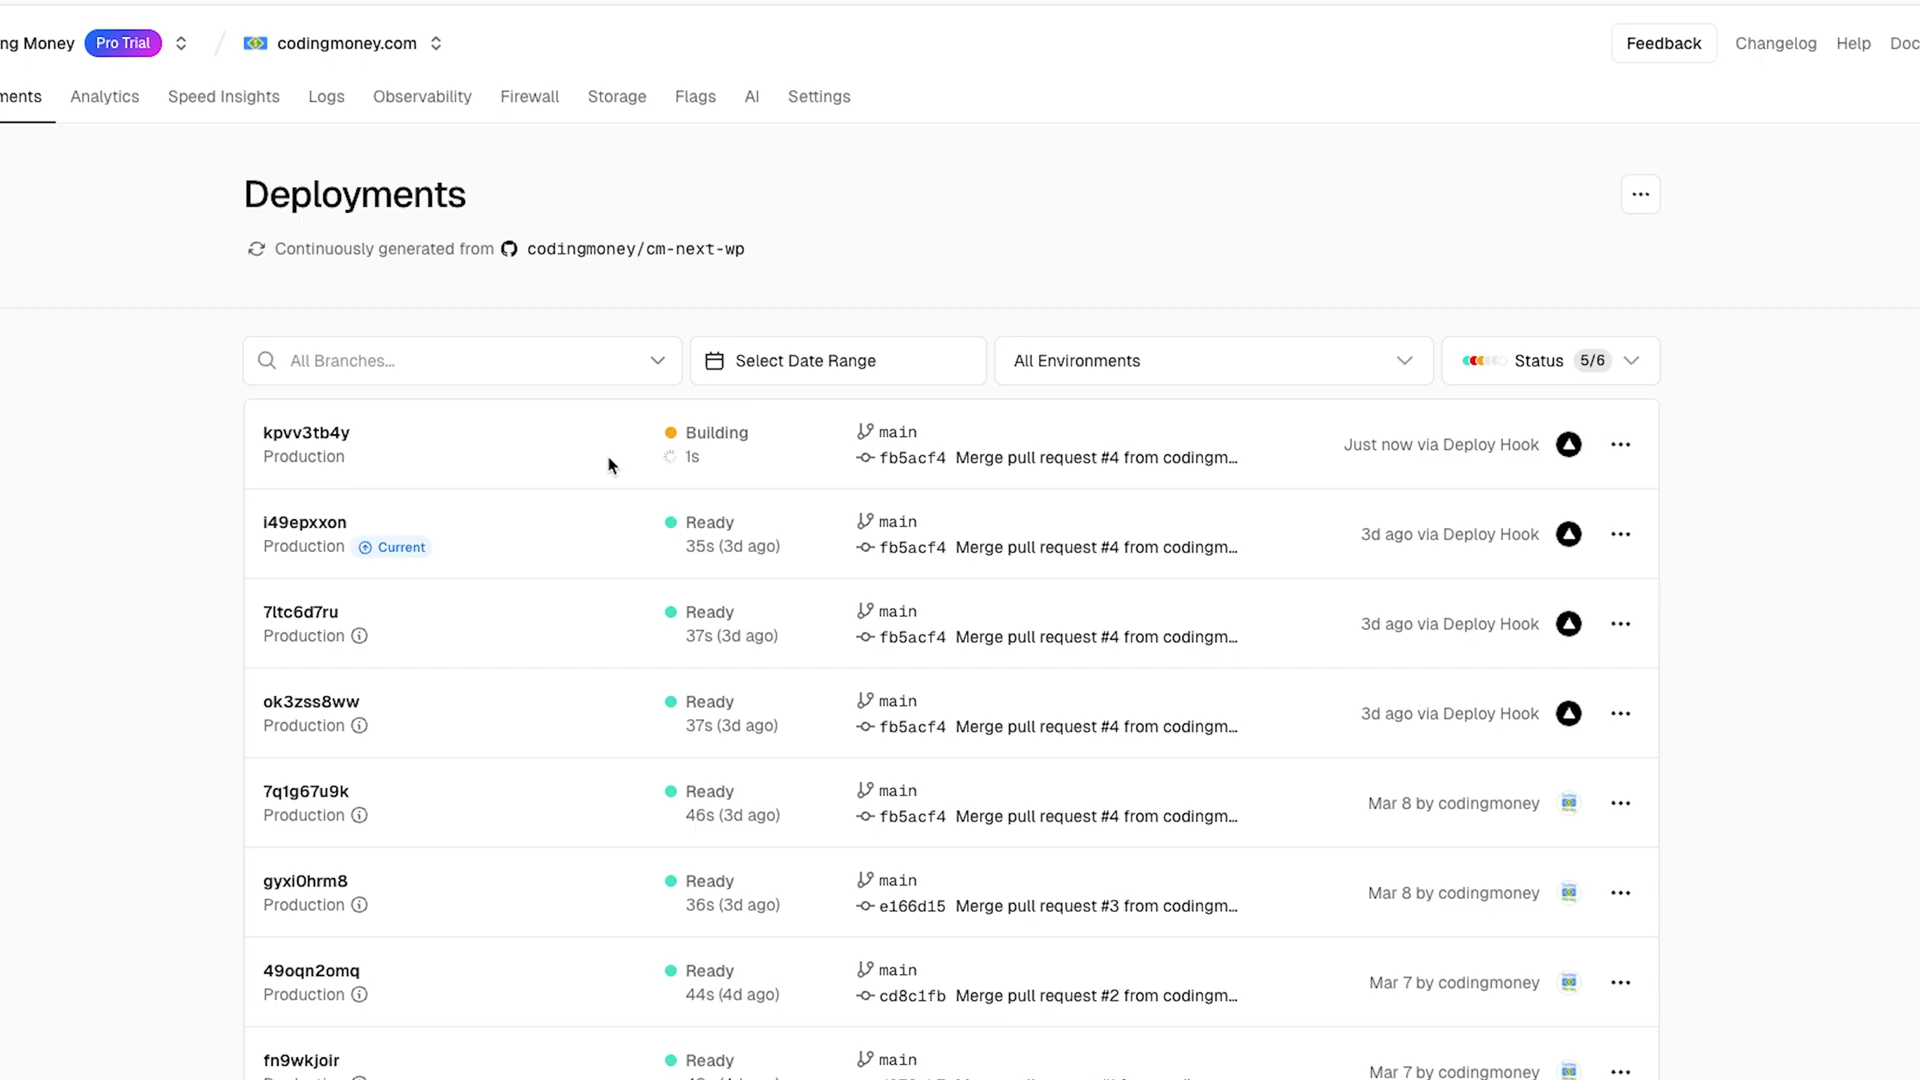 ng Money Pro Trial / codingmoney.com Feedback Changelog Help Doc
ments Analytics Speed Insights Logs Observability Firewall Storage Flags AI Settings
Deployments
Continuously generated from codingmoney/cm-next-wp
All Branches... Select Date Range All Environments Status 5/6
kpvv3tb4y Building main
Production 1s fb5acf4 Merge pull request #4 from codingm... Just now via Deploy Hook
i49epxxon Ready main
Production Current 35s (3d ago) fb5acf4 Merge pull request #4 from codingm... 3d ago via Deploy Hook
7ltc6d7ru Ready main
Production 37s (3d ago) fb5acf4 Merge pull request #4 from codingm... 3d ago via Deploy Hook
ok3zss8ww Ready main
Production 37s (3d ago) fb5acf4 Merge pull request #4 from codingm... 3d ago via Deploy Hook
7q1g67u9k Ready main
Production 46s (3d ago) fb5acf4 Merge pull request #4 from codingm... Mar 8 by codingmoney
gyxi0hrm8 Ready main
Production 36s (3d ago) e166d15 Merge pull request #3 from codingm... Mar 8 by codingmoney
49oqn2omq Ready main
Production 44s (4d ago) cd8c1fb Merge pull request #2 from codingm... Mar 7 by codingmoney
fn9wkjoir Ready main
Mar 7 by codingmoney